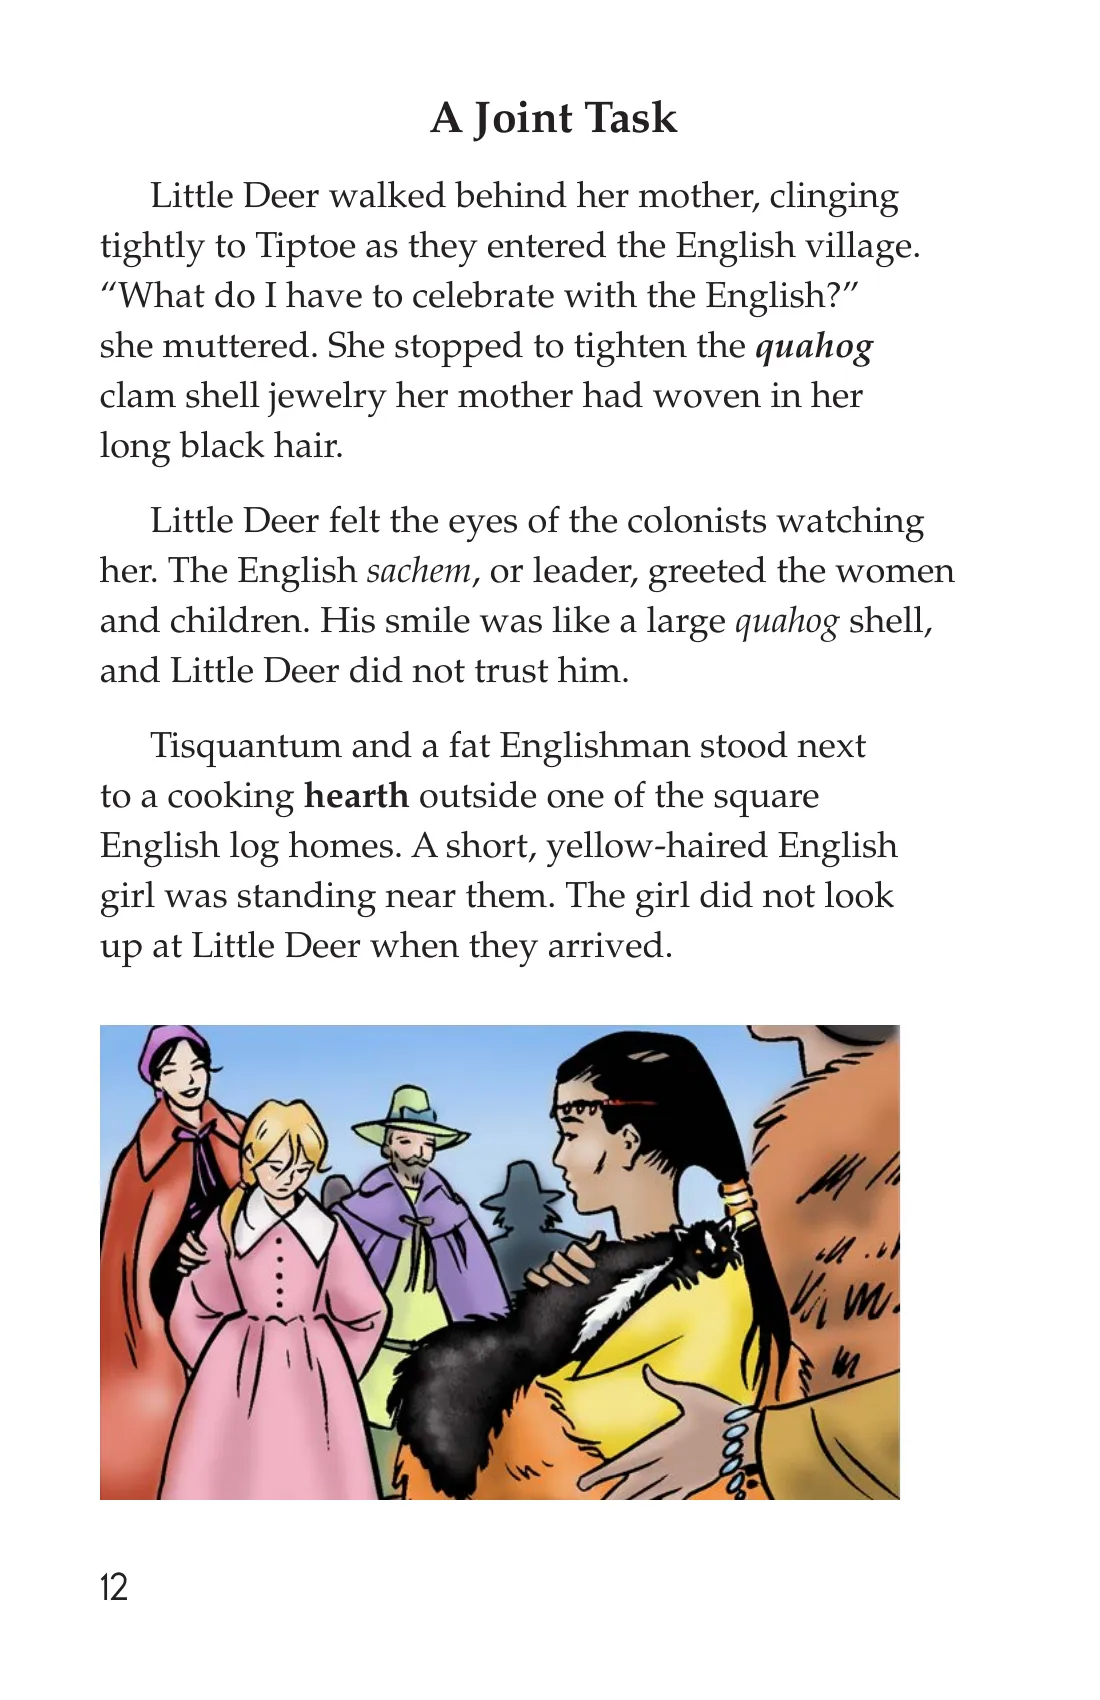 A Joint Task
Little Deer walked behind her mother, clinging
tightly to Tiptoe as they entered the English village.
“What do I have to celebrate with the English?”
she muttered. She stopped to tighten the quahog
clam shell jewelry her mother had woven in her
long black hair.
Little Deer felt the eyes of the colonists watching
her. The English sachem, or leader, greeted the women
and children. His smile was like a large quahog shell,
and Little Deer did not trust him.
Tisquantum and a fat Englishman stood next
to a cooking hearth outside one of the square
English log homes. A short, yellow-haired English
girl was standing near them. The girl did not look
up at Little Deer when they arrived.
12